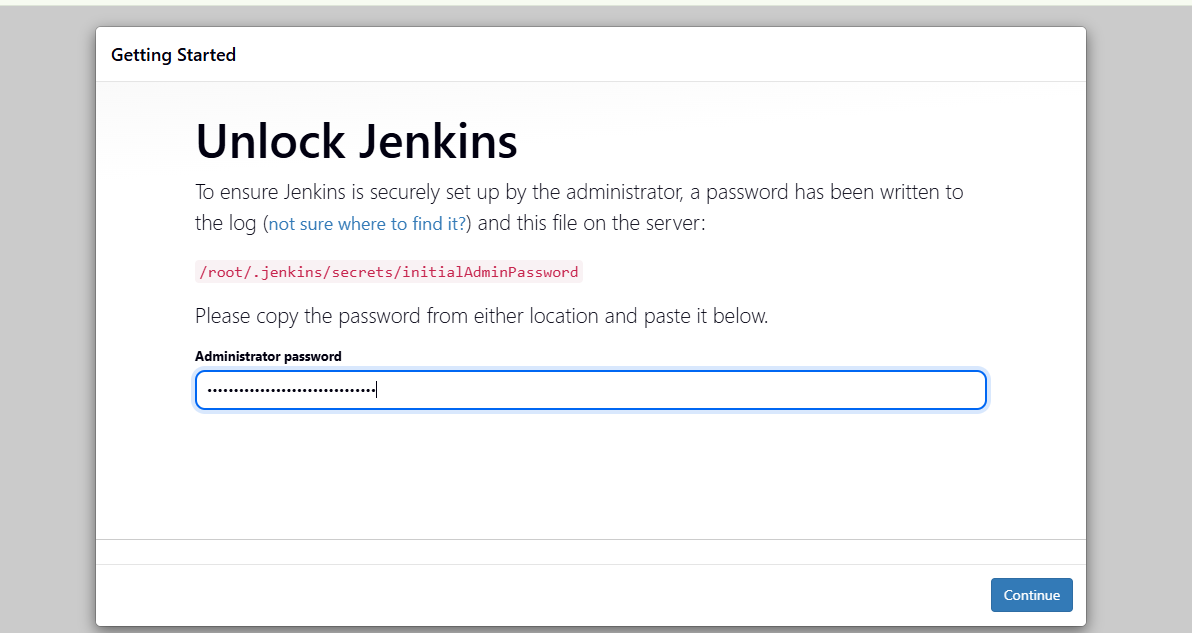 Getting Started
Unlock Jenkins
To ensure Jenkins is securely set up by the administrator, a password has been written to
the log (not sure where to find it?) and this file on the server:
/root/.jenkins/secrets/initialAdminPassword
Please copy the password from either location and paste it below.
Administrator password
••••••••••••••••••••••••••••••••
Continue